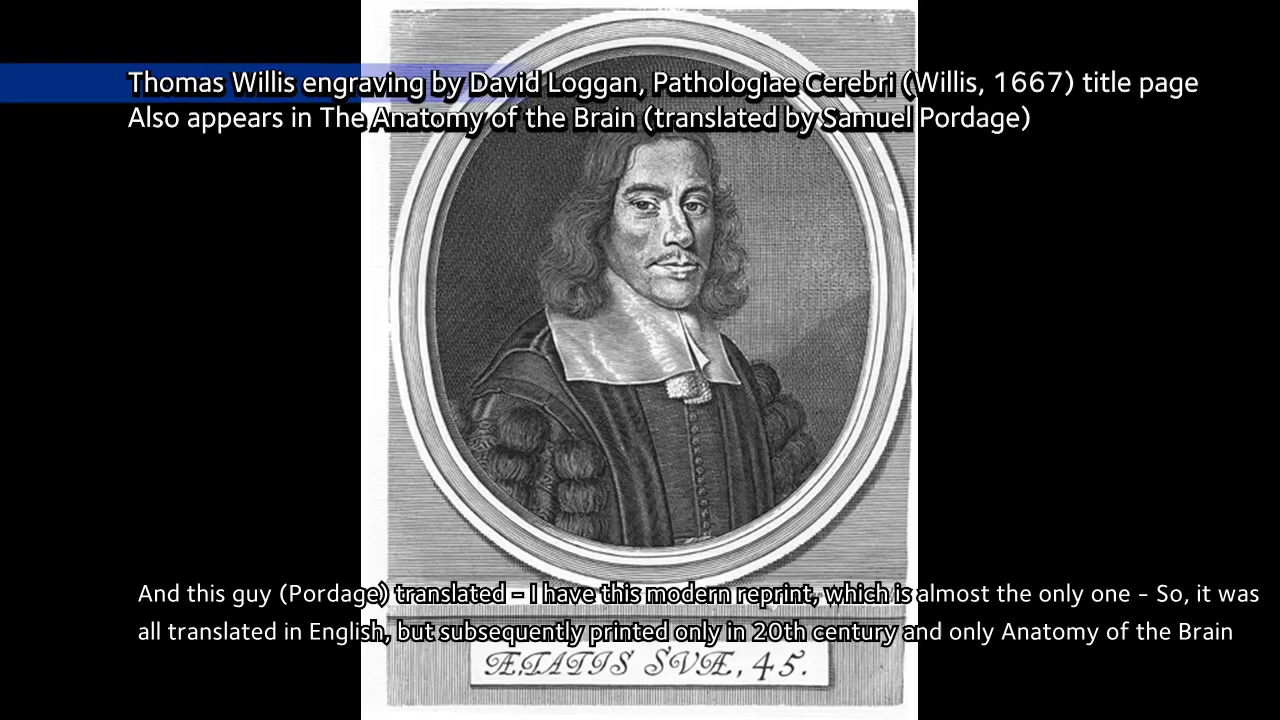 Thomas Willis engraving by David Loggan, Pathologiae Cerebri (Willis, 1667) title page
Also appears in The Anatomy of the Brain (translated by Samuel Pordage)
And this guy (Pordage) translated - I have this modern reprint, which is almost the only one - So, it was
all translated in English, but subsequently printed only in 20th century and only Anatomy of the Brain
ÆTATIS SVÆ, 45.